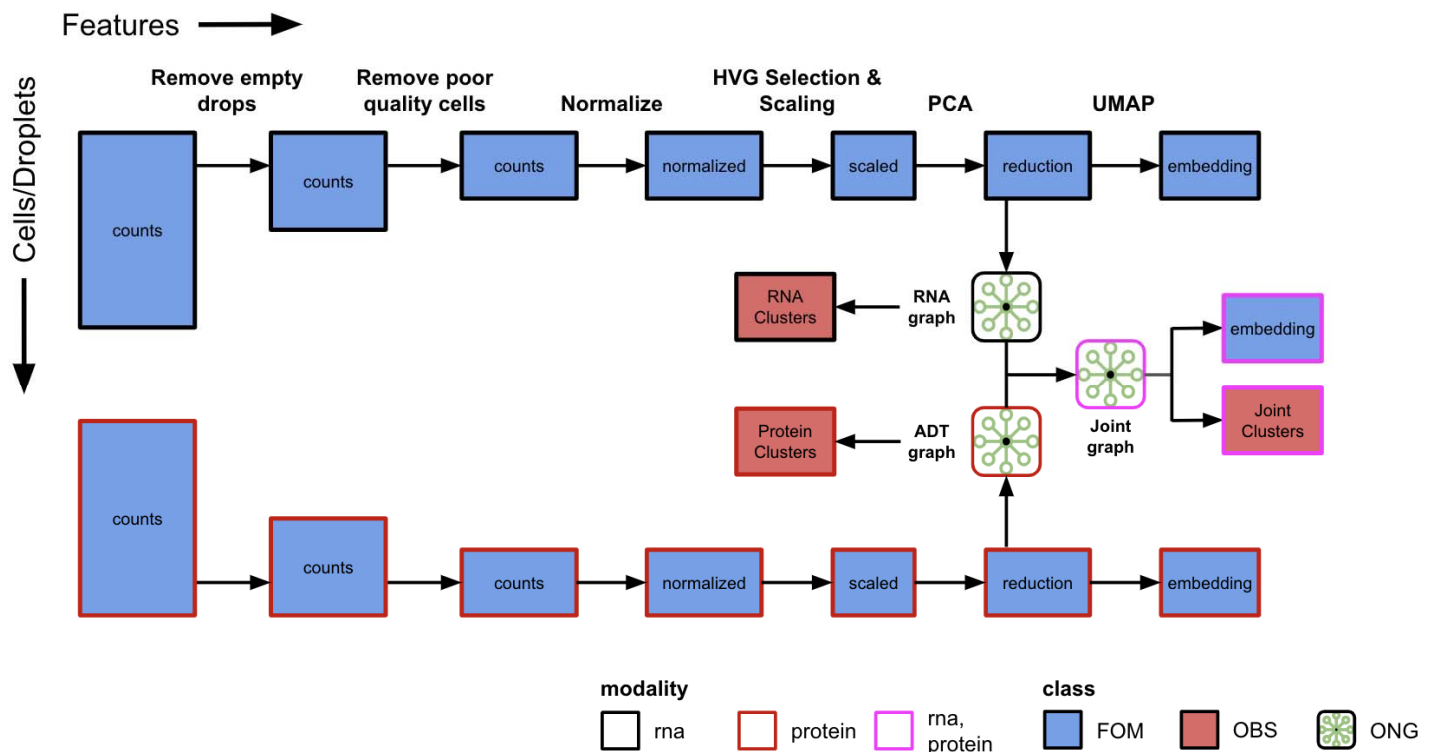 Features
Cells/Droplets
Remove empty
drops
Remove poor
quality cells
Normalize
HVG Selection &
Scaling
PCA
UMAP
counts
counts
counts
normalized
scaled
reduction
embedding
RNA
Clusters
RNA
graph
embedding
Protein
Clusters
ADT
graph
Joint
graph
Joint
Clusters
counts
counts
counts
normalized
scaled
reduction
embedding
modality
rna
protein
rna,
protein
class
FOM
OBS
ONG